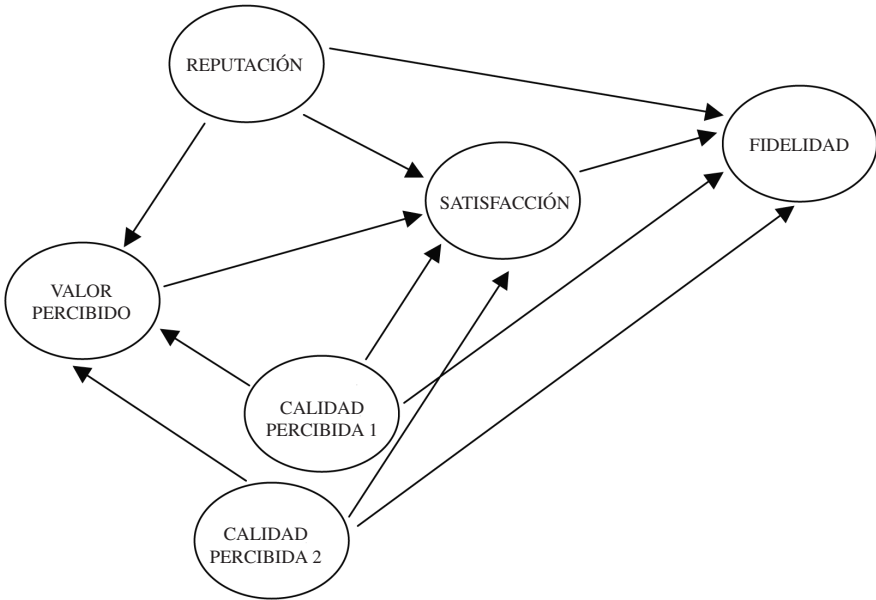 REPUTACIÓN
FIDELIDAD
SATISFACCIÓN
VALOR
PERCIBIDO
CALIDAD
PERCIBIDA 1
CALIDAD
PERCIBIDA 2